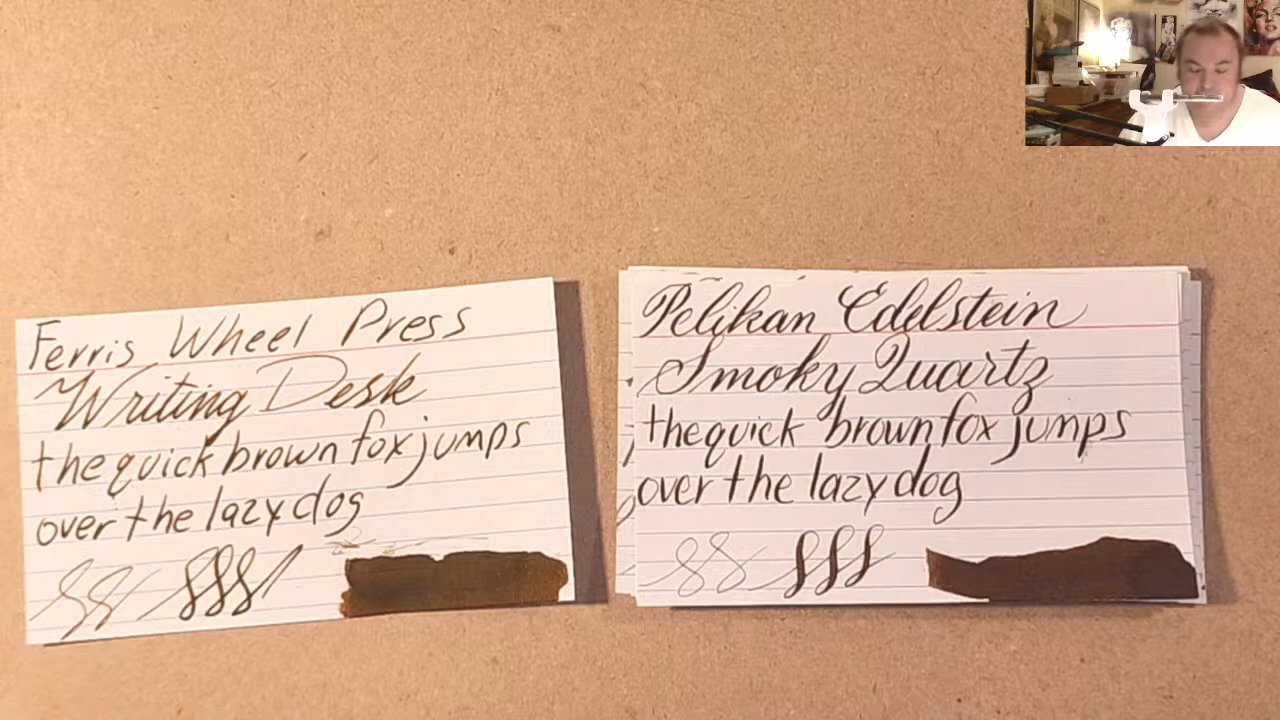 Ferris Wheel Press
Writing Desk
the quick brown fox jumps
over the lazy dog
Pelikan Edelstein
Smoky Quartz
the quick brown fox jumps
over the lazy dog